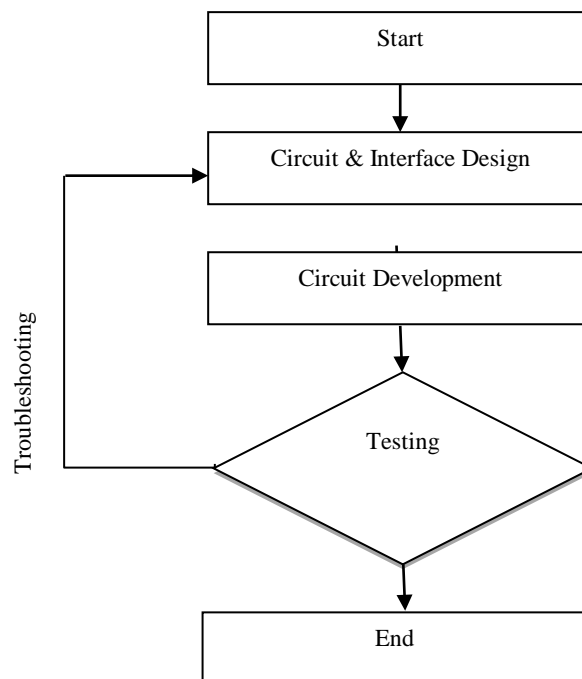 Start
Circuit & Interface Design
Circuit Development
Troubleshooting
Testing
End